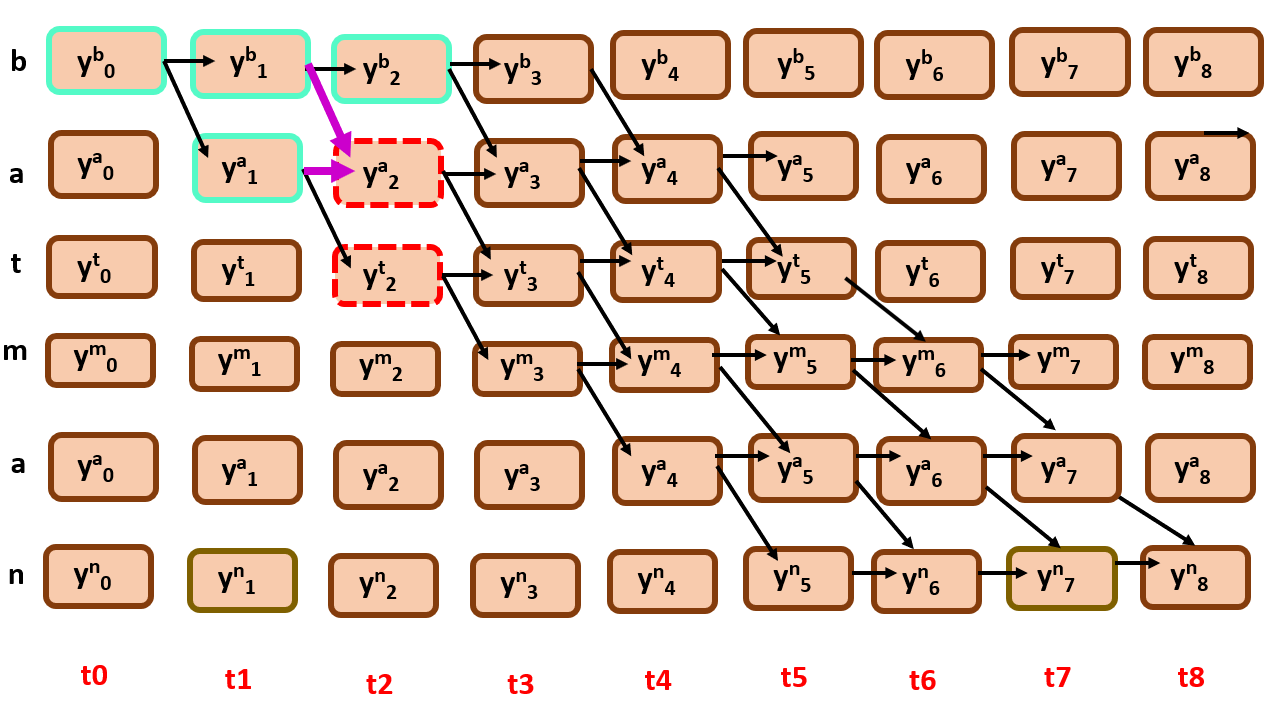 b y^b_0 y^b_1 y^b_2 y^b_3 y^b_4 y^b_5 y^b_6 y^b_7 y^b_8
a y^a_0 y^a_1 y^a_2 y^a_3 y^a_4 y^a_5 y^a_6 y^a_7 y^a_8
t y^t_0 y^t_1 y^t_2 y^t_3 y^t_4 y^t_5 y^t_6 y^t_7 y^t_8
m y^m_0 y^m_1 y^m_2 y^m_3 y^m_4 y^m_5 y^m_6 y^m_7 y^m_8
a y^a_0 y^a_1 y^a_2 y^a_3 y^a_4 y^a_5 y^a_6 y^a_7 y^a_8
n y^n_0 y^n_1 y^n_2 y^n_3 y^n_4 y^n_5 y^n_6 y^n_7 y^n_8
t0 t1 t2 t3 t4 t5 t6 t7 t8